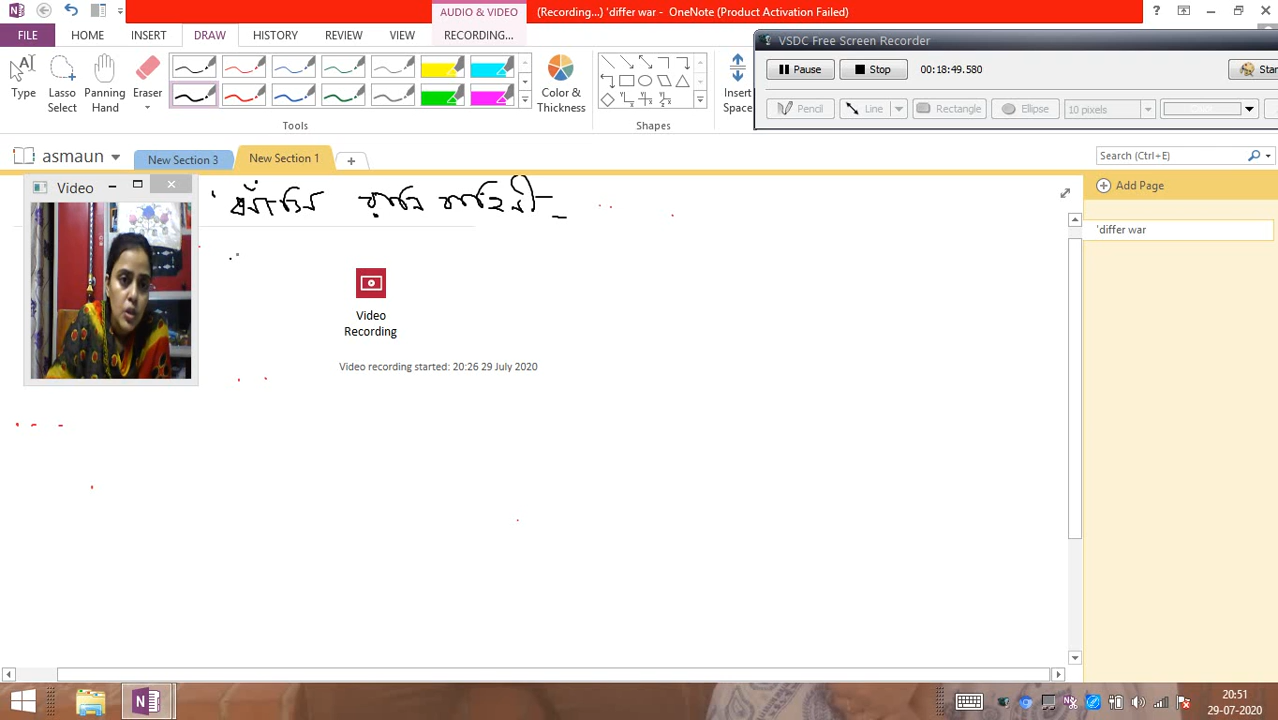 AUDIO & VIDEO
(Recording...) 'differ war - OneNote (Product Activation Failed)
FILE HOME INSERT DRAW HISTORY REVIEW VIEW RECORDING...
VSDC Free Screen Recorder
Pause Stop 00:18:49.580 Star
Pencil Line Rectangle Ellipse 10 pixels
Type Lasso Select Panning Hand Eraser Color & Thickness Insert Space
Tools Shapes
asmaun New Section 3 New Section 1 Search (Ctrl+E)
Video
Add Page
'differ war
Video
Recording
Video recording started: 20:26 29 July 2020
20:51
29-07-2020